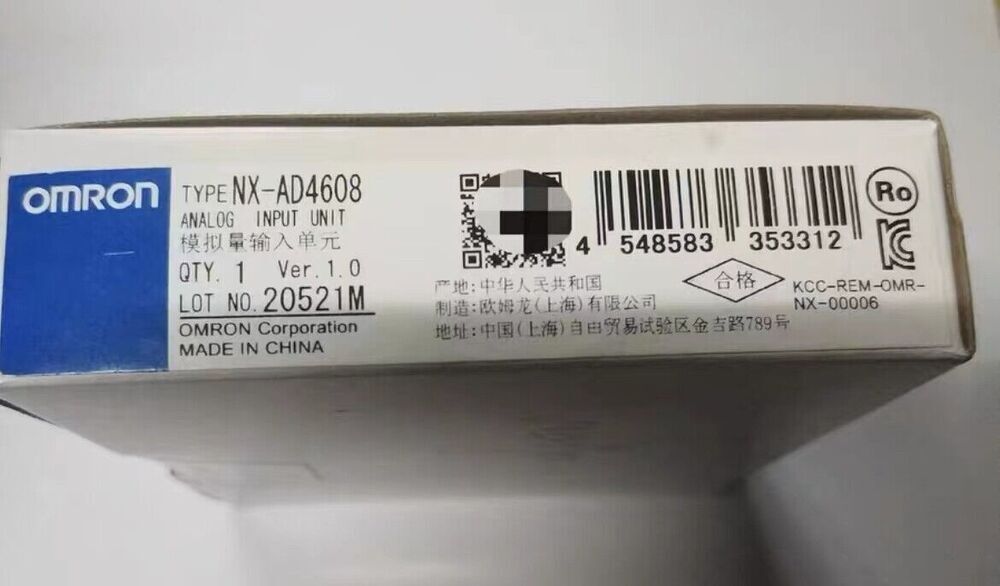 OMRON
TYPE NX-AD4608
ANALOG INPUT UNIT
模拟量输入单元
QTY. 1 Ver.1.0
LOT NO. 20521M
OMRON Corporation
MADE IN CHINA
4 548583 353312
产地: 中华人民共和国
制造: 欧姆龙(上海)有限公司
地址: 中国(上海)自由贸易试验区金吉路789号
合格
Ro
KC
KCC-REM-OMR-
NX-00006